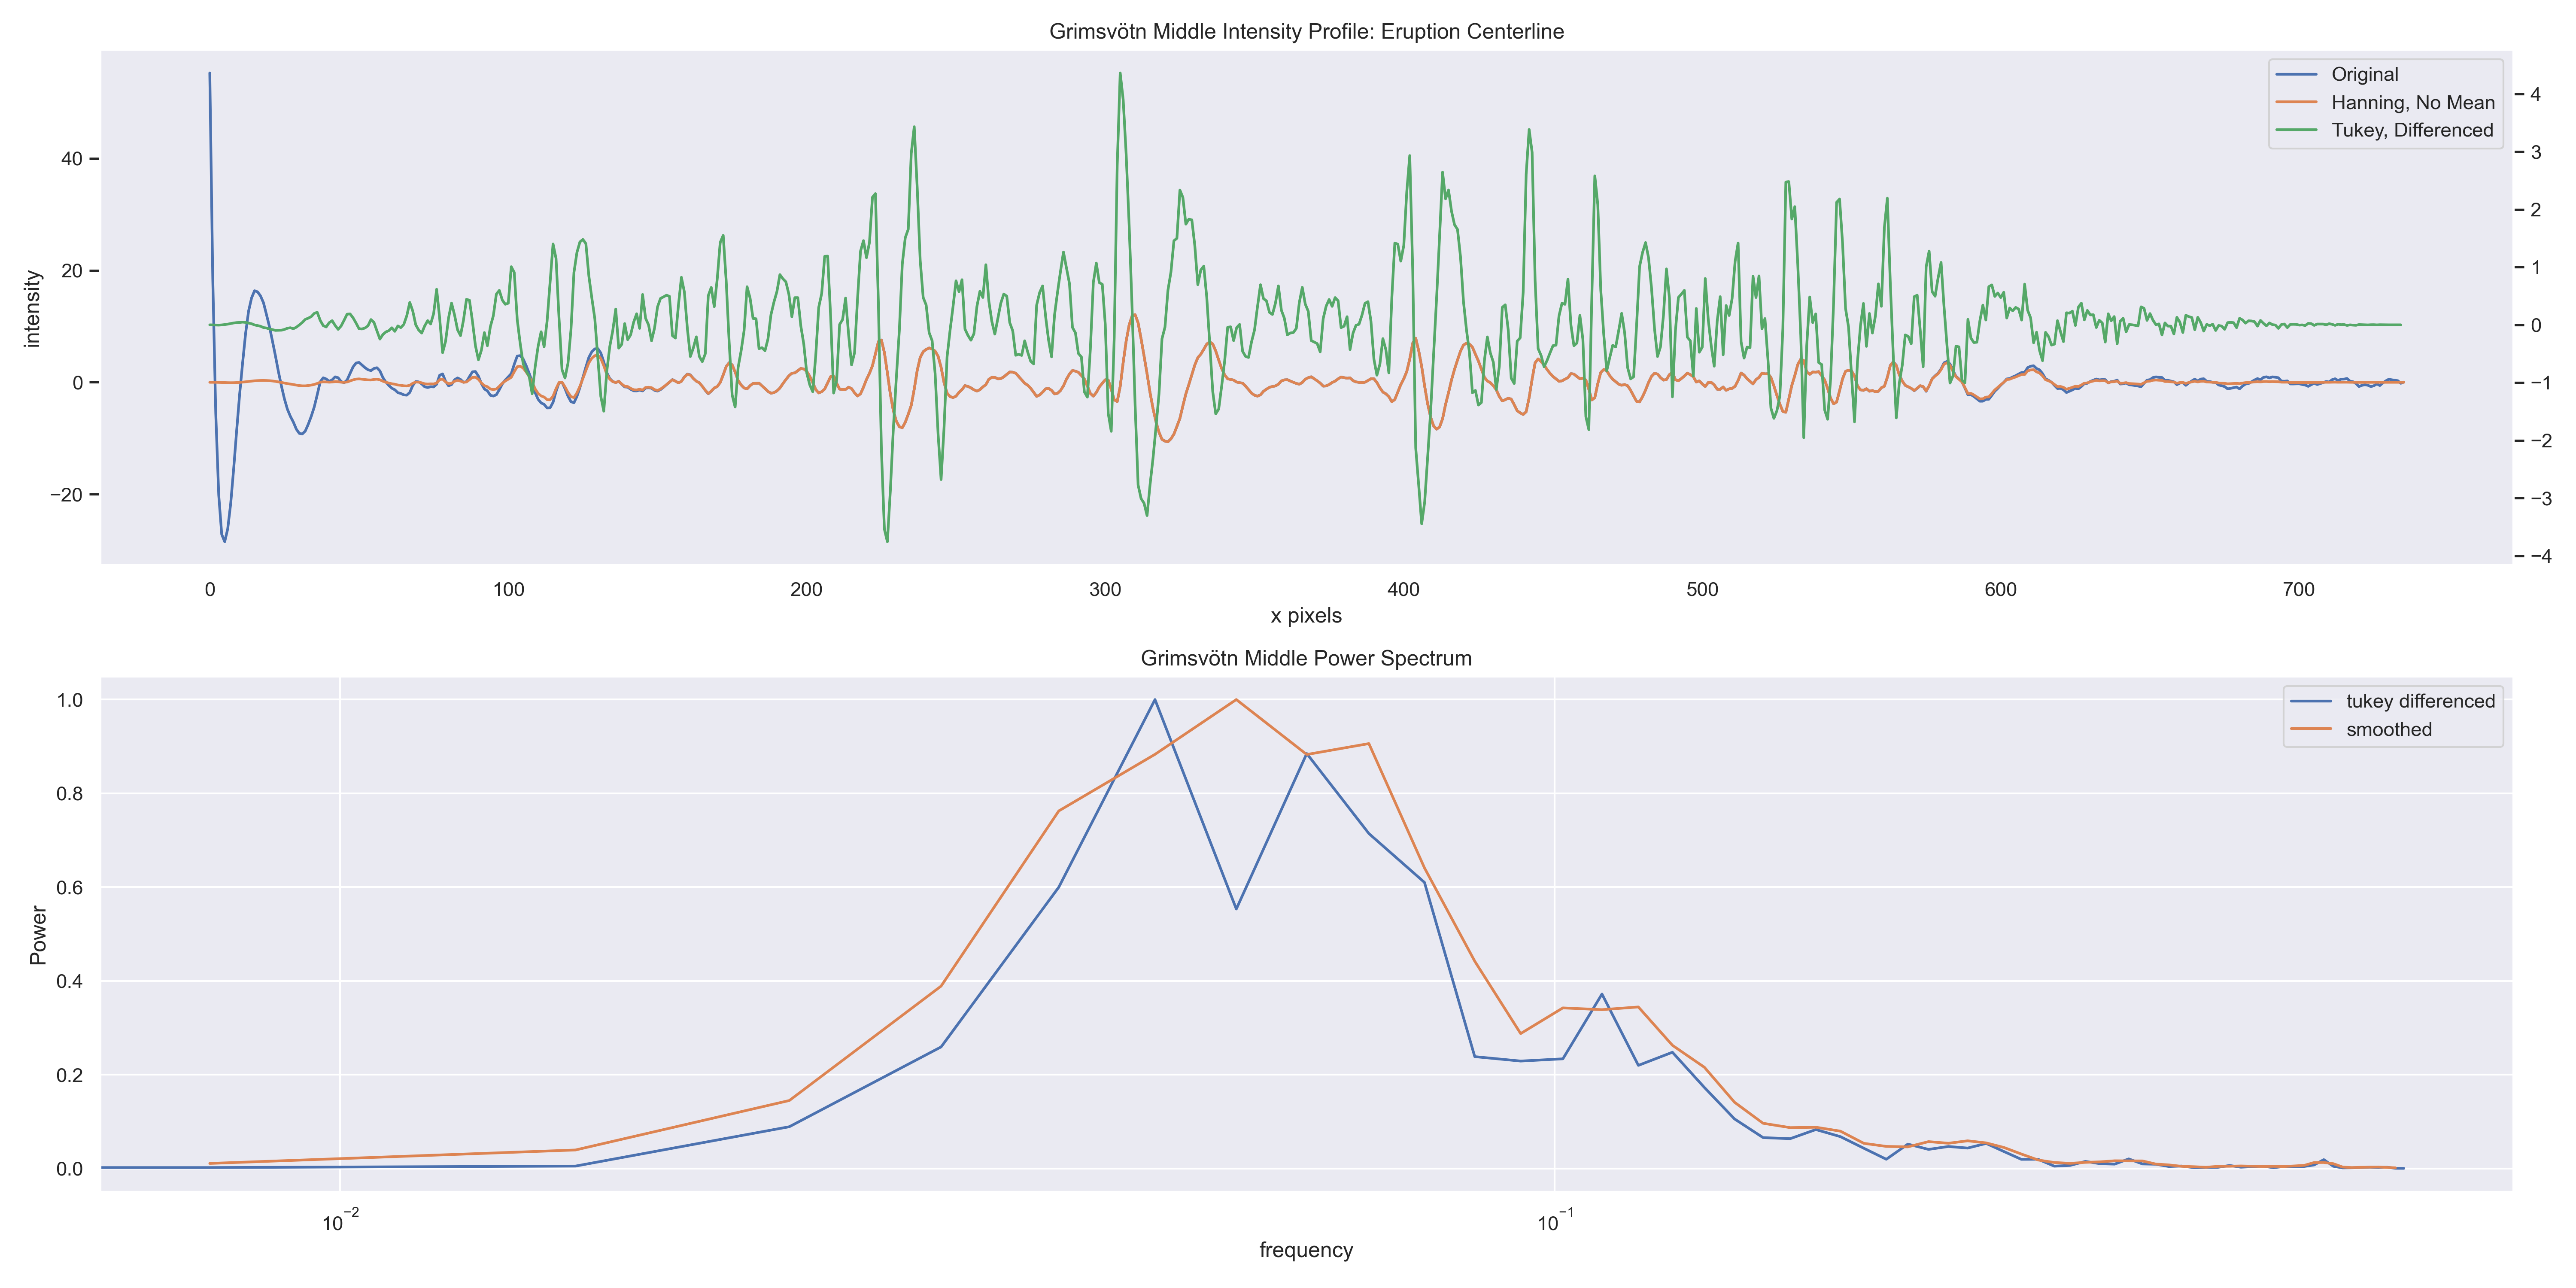 Grimsvötn Middle Intensity Profile: Eruption Centerline
Original
Hanning, No Mean
Tukey, Differenced
intensity
40
20
0
−20
4
3
2
1
0
−1
−2
−3
−4
0 100 200 300 400 500 600 700
x pixels
Grimsvötn Middle Power Spectrum
tukey differenced
smoothed
Power
1.0
0.8
0.6
0.4
0.2
0.0
10⁻² 10⁻¹
frequency